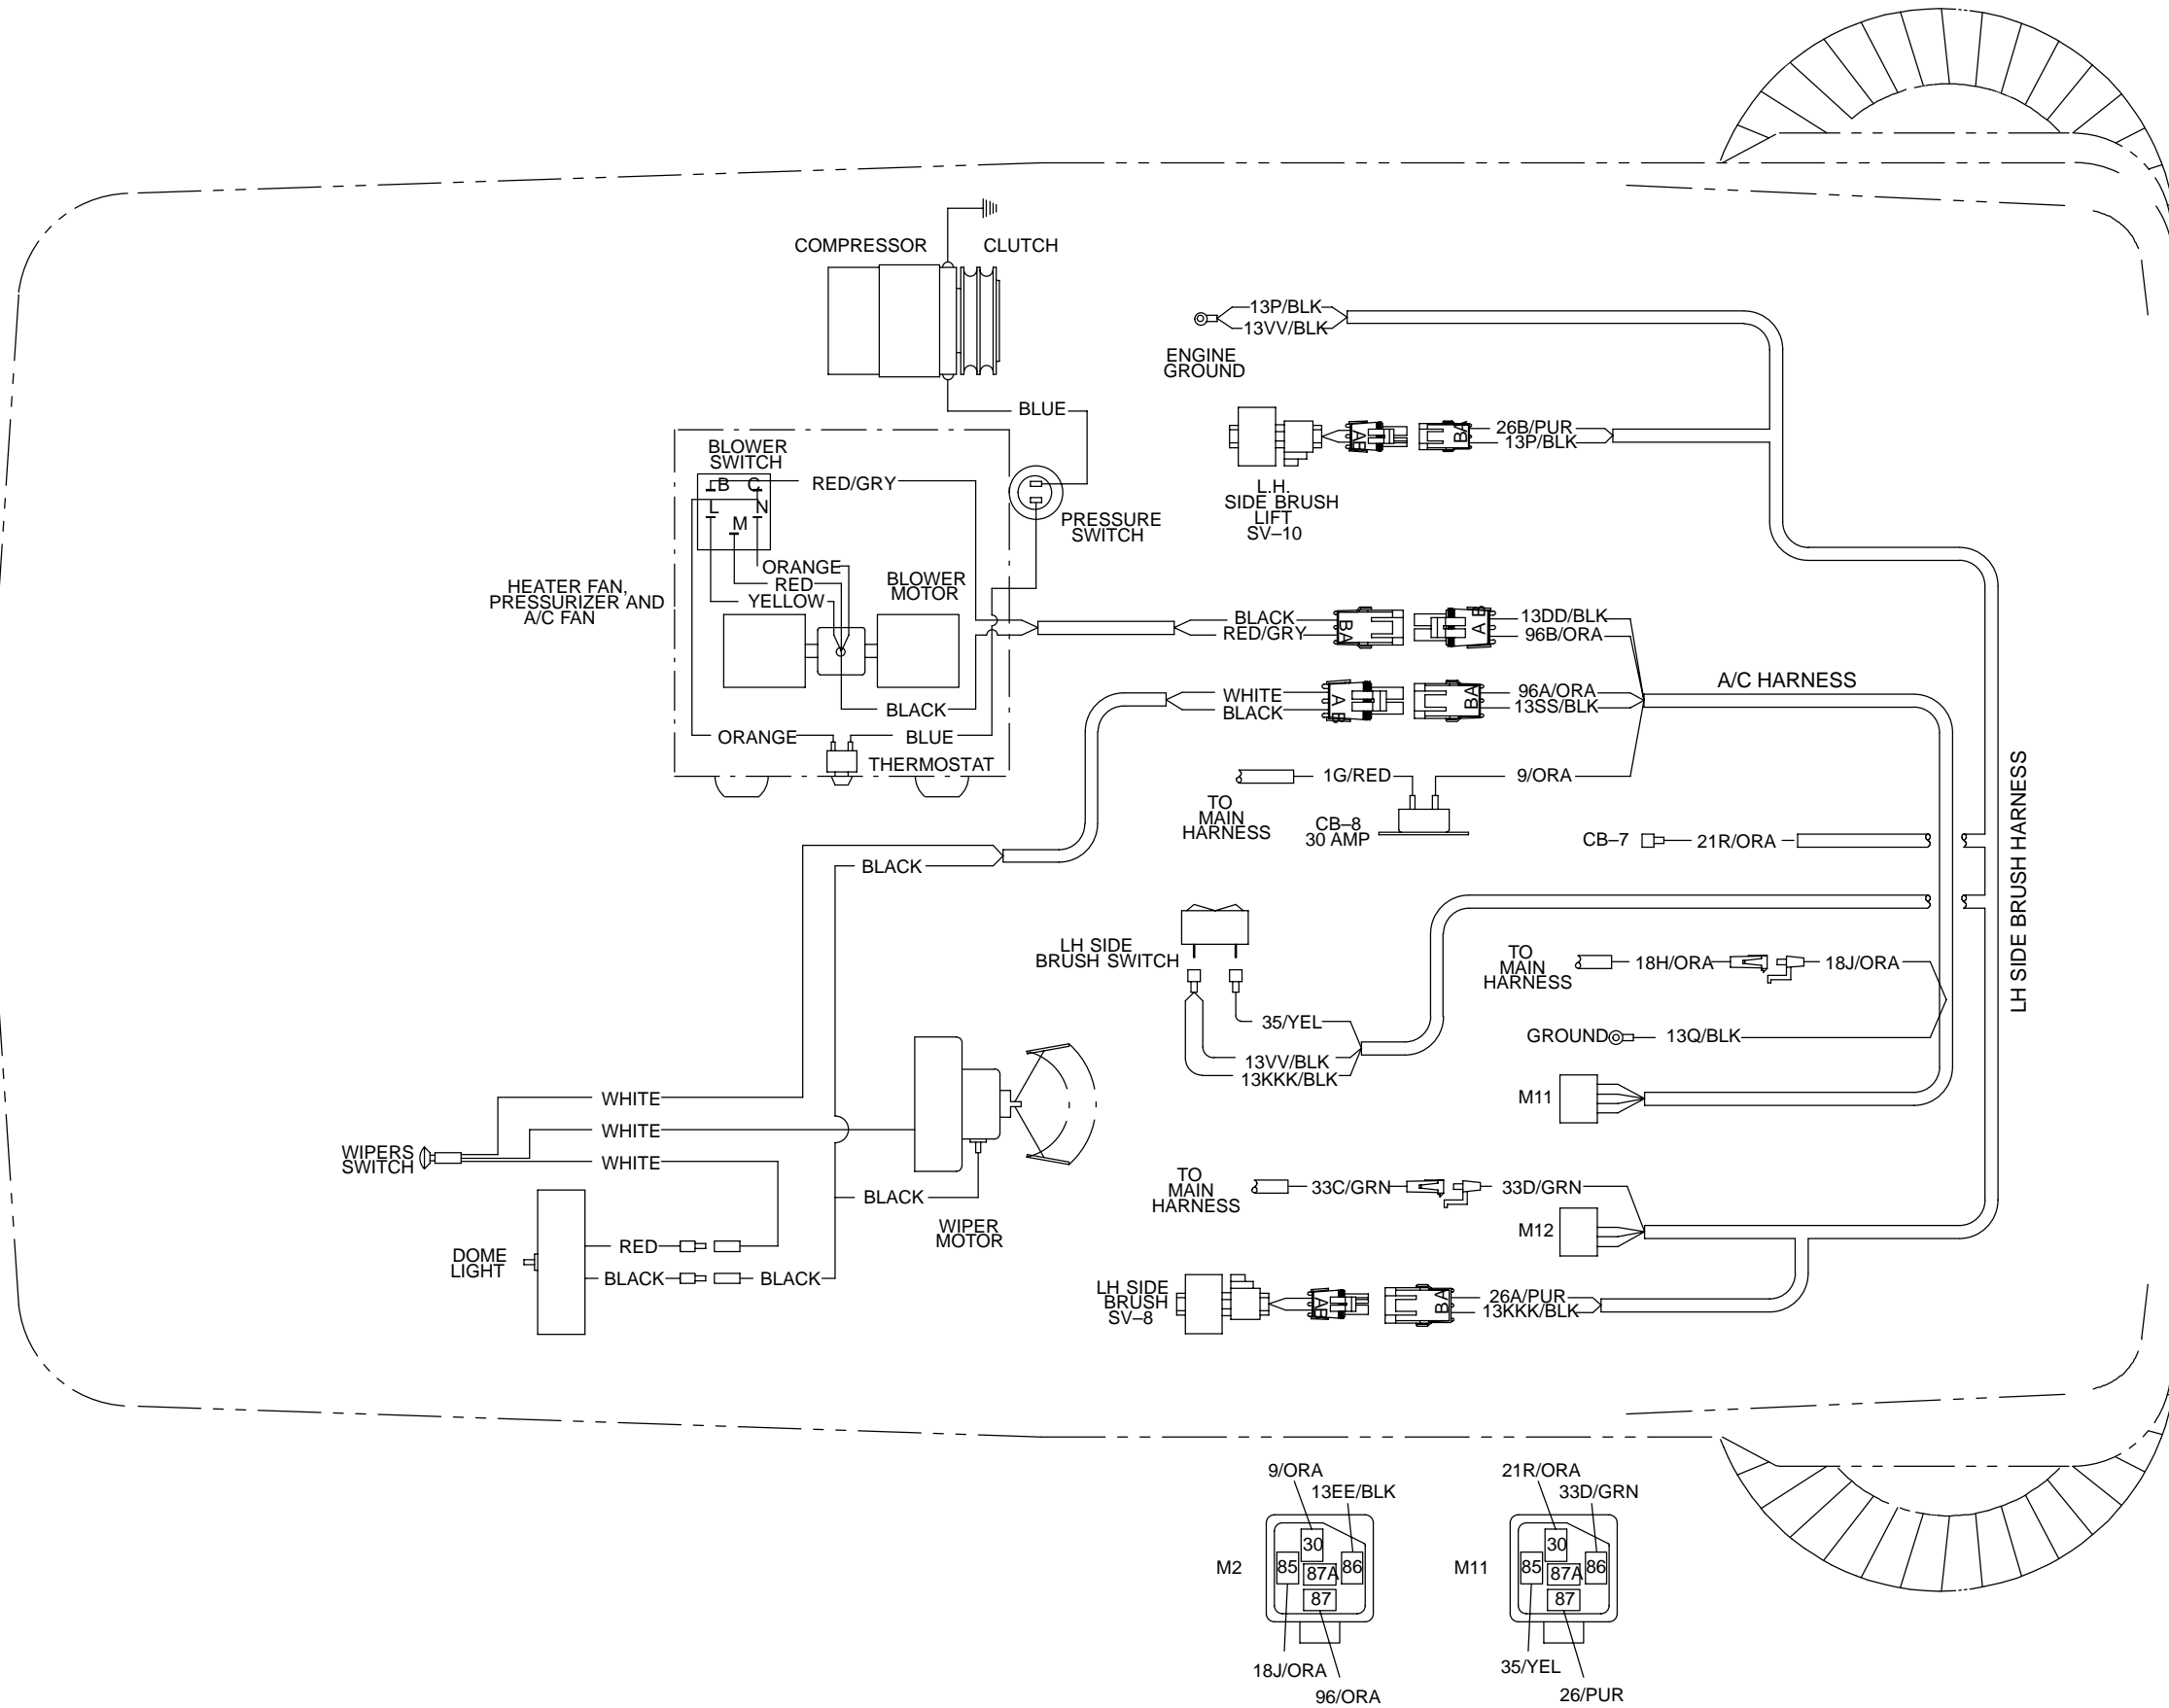 COMPRESSOR
CLUTCH
13P/BLK
13VV/BLK
ENGINE
GROUND
BLUE
26B/PUR
13P/BLK
A
B
B
A
L.H.
SIDE BRUSH
LIFT
SV–10
BLOWER
SWITCH
B
C
L
N
M
RED/GRY
PRESSURE
SWITCH
ORANGE
RED
YELLOW
BLOWER
MOTOR
HEATER FAN,
PRESSURIZER AND
A/C FAN
BLACK
RED/GRY
B
A
B
A
13DD/BLK
96B/ORA
A/C HARNESS
WHITE
BLACK
A
B
B
A
96A/ORA
13SS/BLK
BLACK
ORANGE
BLUE
THERMOSTAT
1G/RED
9/ORA
TO
MAIN
HARNESS
CB–8
30 AMP
CB–7
21R/ORA
BLACK
LH SIDE BRUSH HARNESS
LH SIDE
BRUSH SWITCH
TO
MAIN
HARNESS
18H/ORA
18J/ORA
35/YEL
GROUND
13Q/BLK
13VV/BLK
13KKK/BLK
M11
WHITE
WHITE
WHITE
WIPERS
SWITCH
BLACK
WIPER
MOTOR
TO
MAIN
HARNESS
33C/GRN
33D/GRN
M12
DOME
LIGHT
RED
BLACK
BLACK
LH SIDE
BRUSH
SV–8
A
B
B
A
26A/PUR
13KKK/BLK
9/ORA
13EE/BLK
M2
30
85
87A
86
87
18J/ORA
96/ORA
21R/ORA
33D/GRN
M11
30
85
87A
86
87
35/YEL
26/PUR